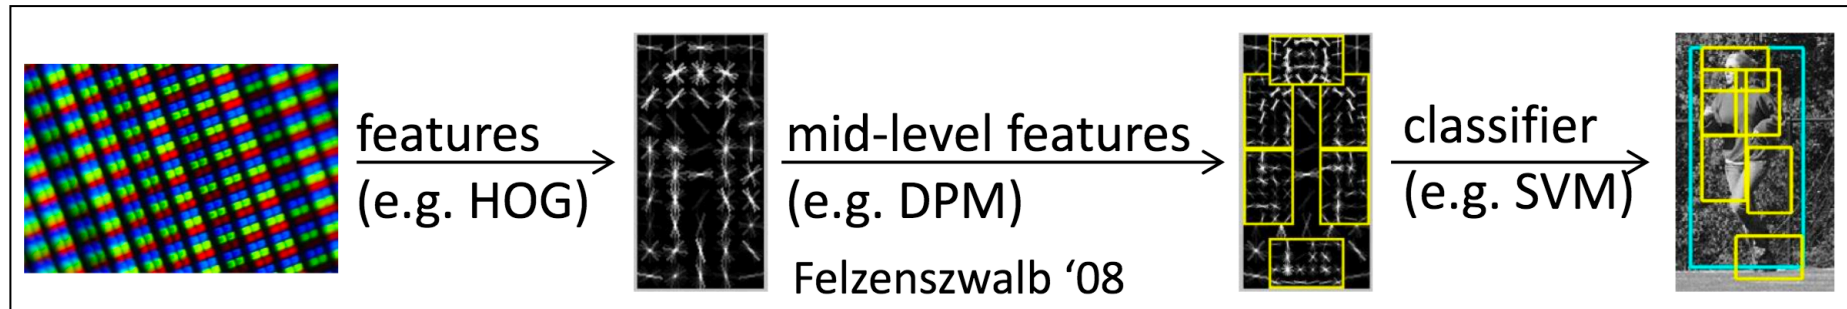 features
(e.g. HOG)
mid-level features
(e.g. DPM)
Felzenszwalb ‘08
classifier
(e.g. SVM)